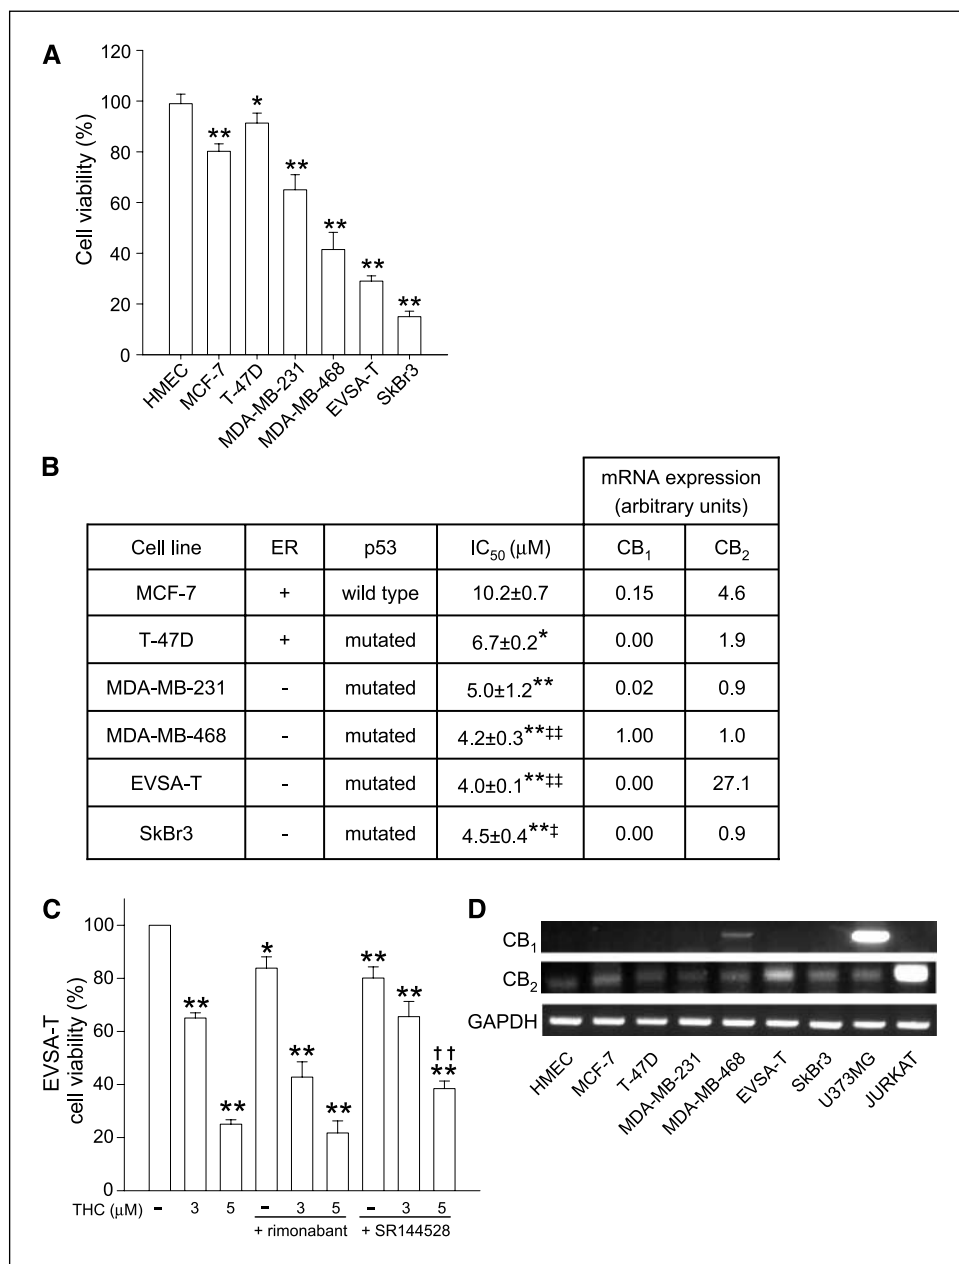 A
120
100
80
60
40
20
0
Cell viability (%)
**
*
**
**
**
**
HMEC
MCF-7
T-47D
MDA-MB-231
MDA-MB-468
EVSA-T
SkBr3
B
mRNA expression
(arbitrary units)
Cell line ER p53 IC50 (μM) CB1 CB2
MCF-7 + wild type 10.2±0.7 0.15 4.6
T-47D + mutated 6.7±0.2* 0.00 1.9
MDA-MB-231 - mutated 5.0±1.2** 0.02 0.9
MDA-MB-468 - mutated 4.2±0.3**‡‡ 1.00 1.0
EVSA-T - mutated 4.0±0.1**‡‡ 0.00 27.1
SkBr3 - mutated 4.5±0.4**‡ 0.00 0.9
C
100
80
60
40
20
0
EVSA-T
cell viability (%)
**
**
*
**
**
**
**
††
**
THC (μM) – 3 5 – 3 5 – 3 5
+ rimonabant + SR144528
D
CB1
CB2
GAPDH
HMEC
MCF-7
T-47D
MDA-MB-231
MDA-MB-468
EVSA-T
SkBr3
U373MG
JURKAT